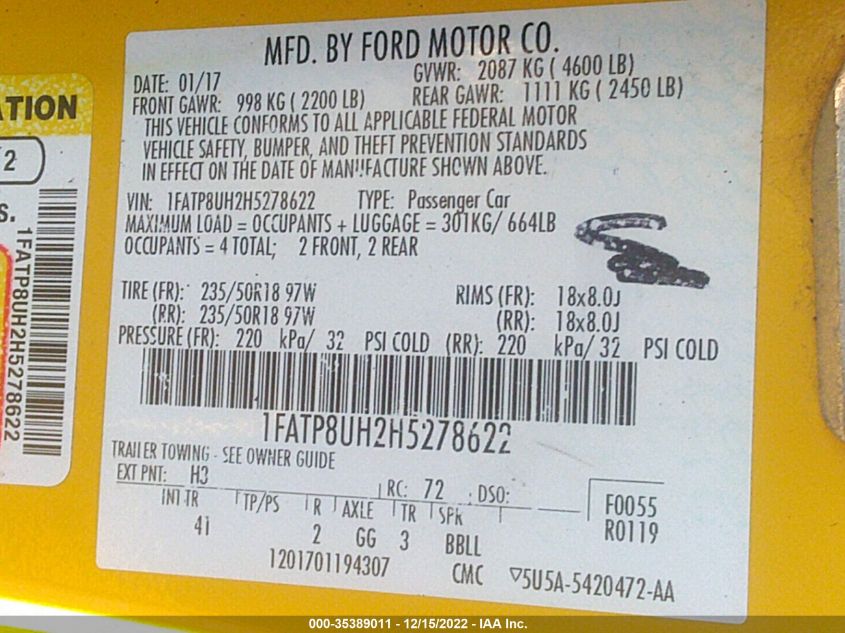 MFD. BY FORD MOTOR CO.
DATE: 01/17 GVWR: 2087 KG ( 4600 LB)
FRONT GAWR: 998 KG ( 2200 LB) REAR GAWR: 1111 KG ( 2450 LB)
THIS VEHICLE CONFORMS TO ALL APPLICABLE FEDERAL MOTOR
VEHICLE SAFETY, BUMPER, AND THEFT PREVENTION STANDARDS
IN EFFECT ON THE DATE OF MANUFACTURE SHOWN ABOVE.
VIN: 1FATP8UH2H5278622 TYPE: Passenger Car
MAXIMUM LOAD = OCCUPANTS + LUGGAGE = 301KG/ 664LB
OCCUPANTS = 4 TOTAL; 2 FRONT, 2 REAR
TIRE (FR): 235/50R18 97W RIMS (FR): 18x8.0J
(RR): 235/50R18 97W (RR): 18x8.0J
PRESSURE (FR): 220 kPa/ 32 PSI COLD (RR): 220 kPa/ 32 PSI COLD
1FATP8UH2H5278622
TRAILER TOWING - SEE OWNER GUIDE
EXT PNT: H3 RC: 72 DSO:
INT TR TP/PS R AXLE TR SPR
41 2 GG 3 BBLL
F0055
R0119
1201701194307 CMC ▽5U5A-5420472-AA
ATION
2
S.
1FATP8UH2H5278622
000-35389011 - 12/15/2022 - IAA Inc.